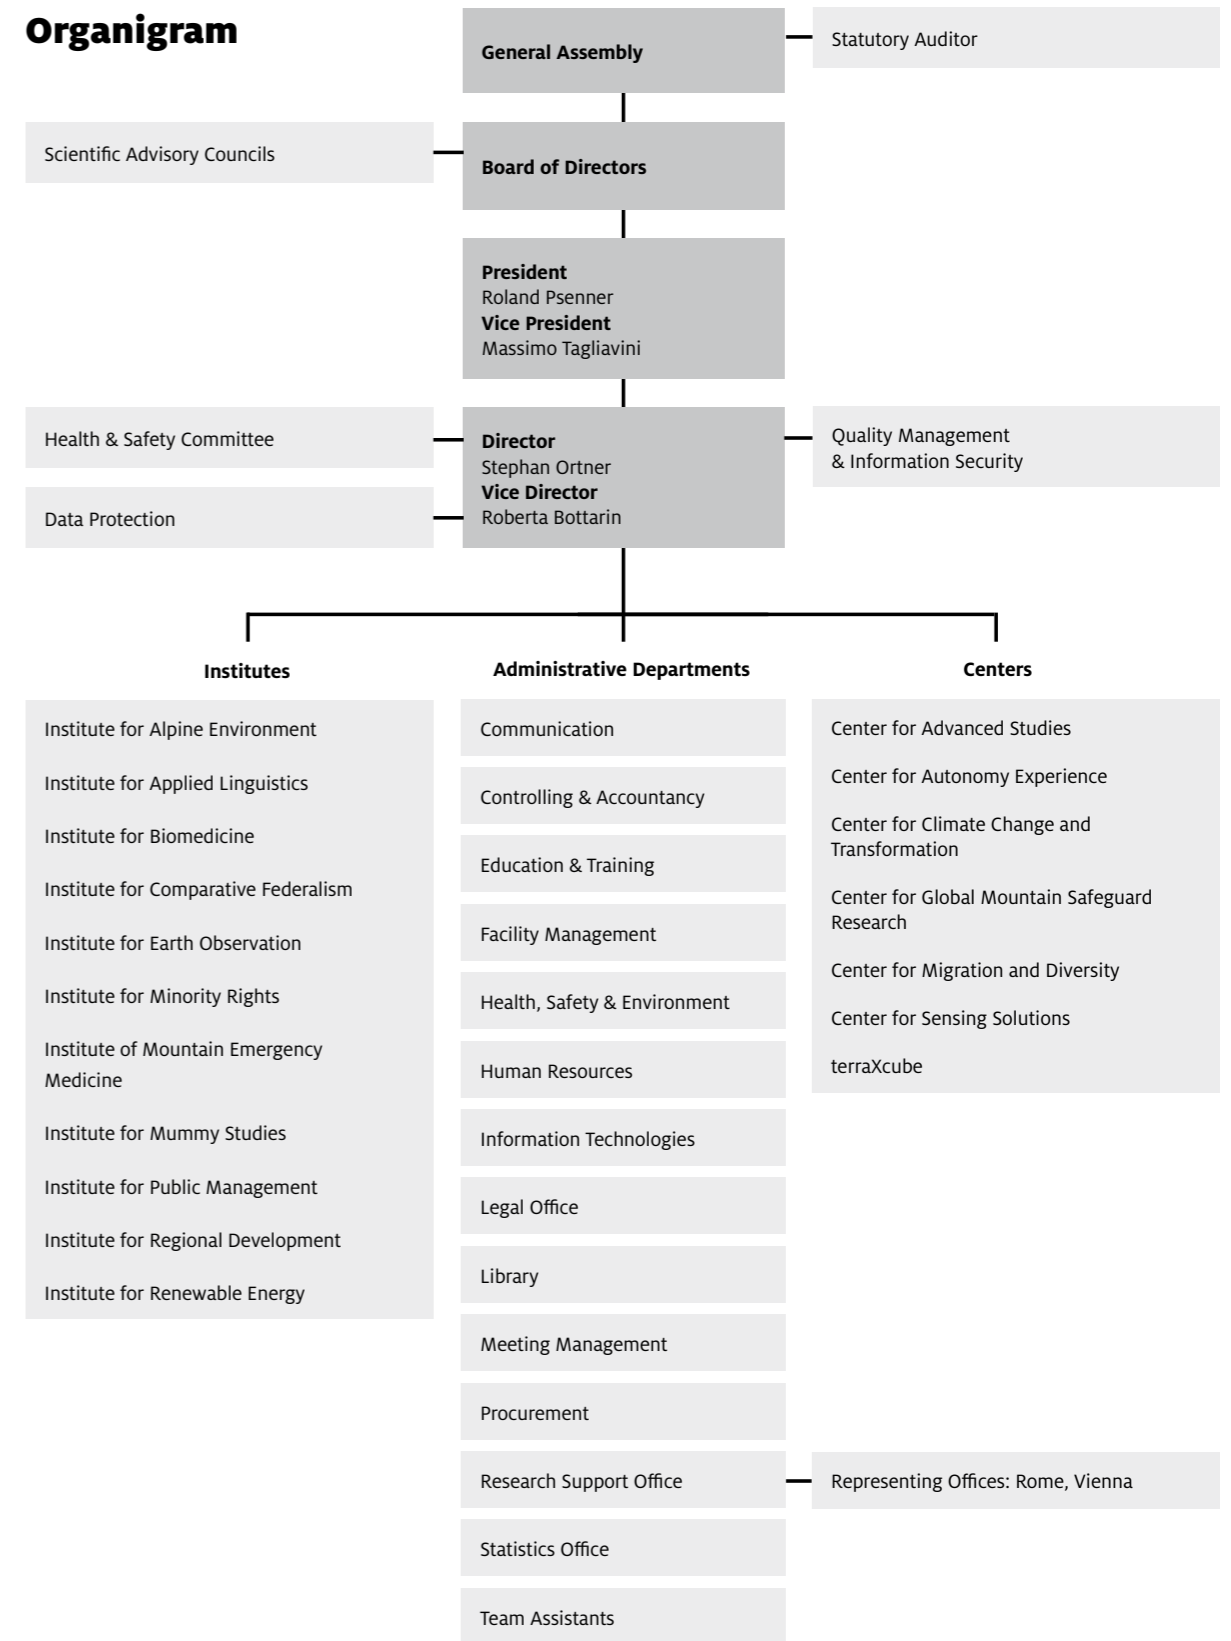 Organigram
General Assembly
Statutory Auditor
Scientific Advisory Councils
Board of Directors
President
Roland Psenner
Vice President
Massimo Tagliavini
Health & Safety Committee
Data Protection
Director
Stephan Ortner
Vice Director
Roberta Bottarin
Quality Management
& Information Security
Institutes
Institute for Alpine Environment
Institute for Applied Linguistics
Institute for Biomedicine
Institute for Comparative Federalism
Institute for Earth Observation
Institute for Minority Rights
Institute of Mountain Emergency
Medicine
Institute for Mummy Studies
Institute for Public Management
Institute for Regional Development
Institute for Renewable Energy
Administrative Departments
Communication
Controlling & Accountancy
Education & Training
Facility Management
Health, Safety & Environment
Human Resources
Information Technologies
Legal Office
Library
Meeting Management
Procurement
Research Support Office
Statistics Office
Team Assistants
Centers
Center for Advanced Studies
Center for Autonomy Experience
Center for Climate Change and
Transformation
Center for Global Mountain Safeguard
Research
Center for Migration and Diversity
Center for Sensing Solutions
terraXcube
Representing Offices: Rome, Vienna